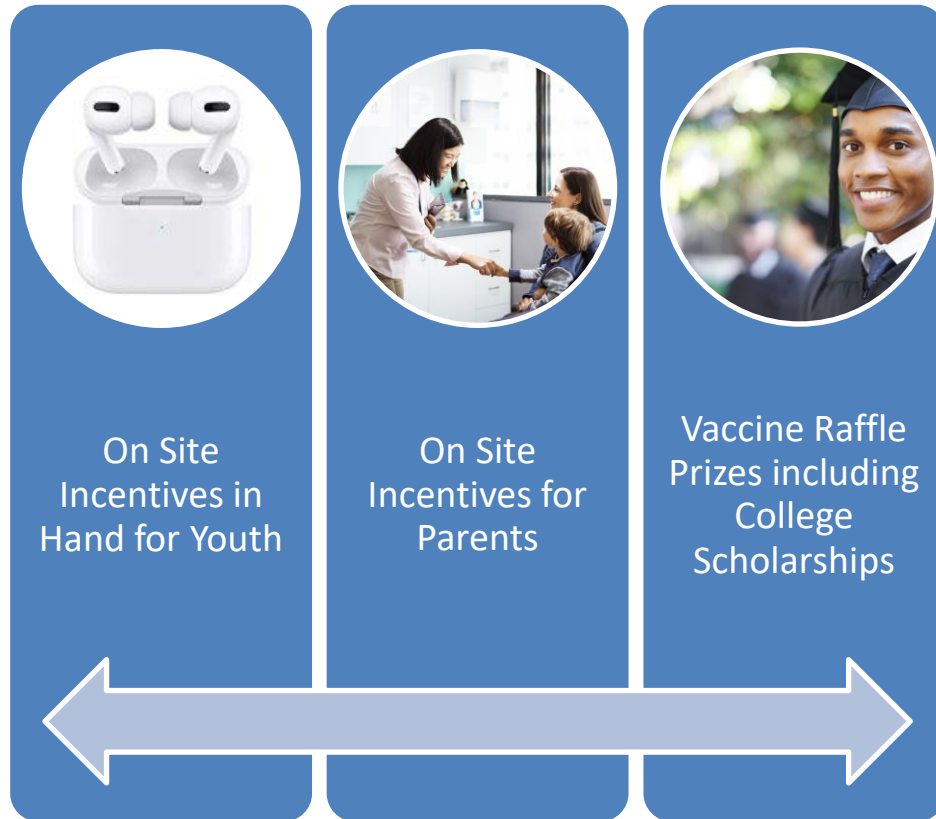 On Site
Incentives in
Hand for Youth
On Site
Incentives for
Parents
Vaccine Raffle
Prizes including
College
Scholarships